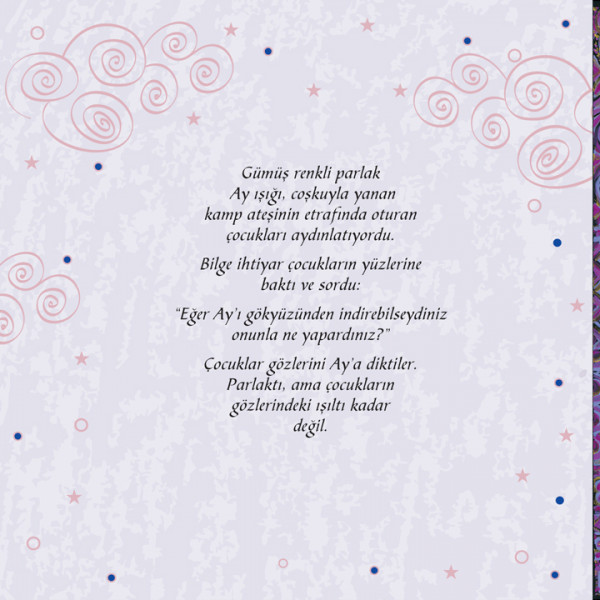 Gümüş renkli parlak
Ay ışığı, coşkuyla yanan
kamp ateşinin etrafında oturan
çocukları aydınlatıyordu.
Bilge ihtiyar çocukların yüzlerine
baktı ve sordu:
“Eğer Ay’ı gökyüzünden indirebilseydiniz
onunla ne yapardınız?”
Çocuklar gözlerini Ay’a diktiler.
Parlaktı, ama çocukların
gözlerindeki ışıltı kadar
değil.